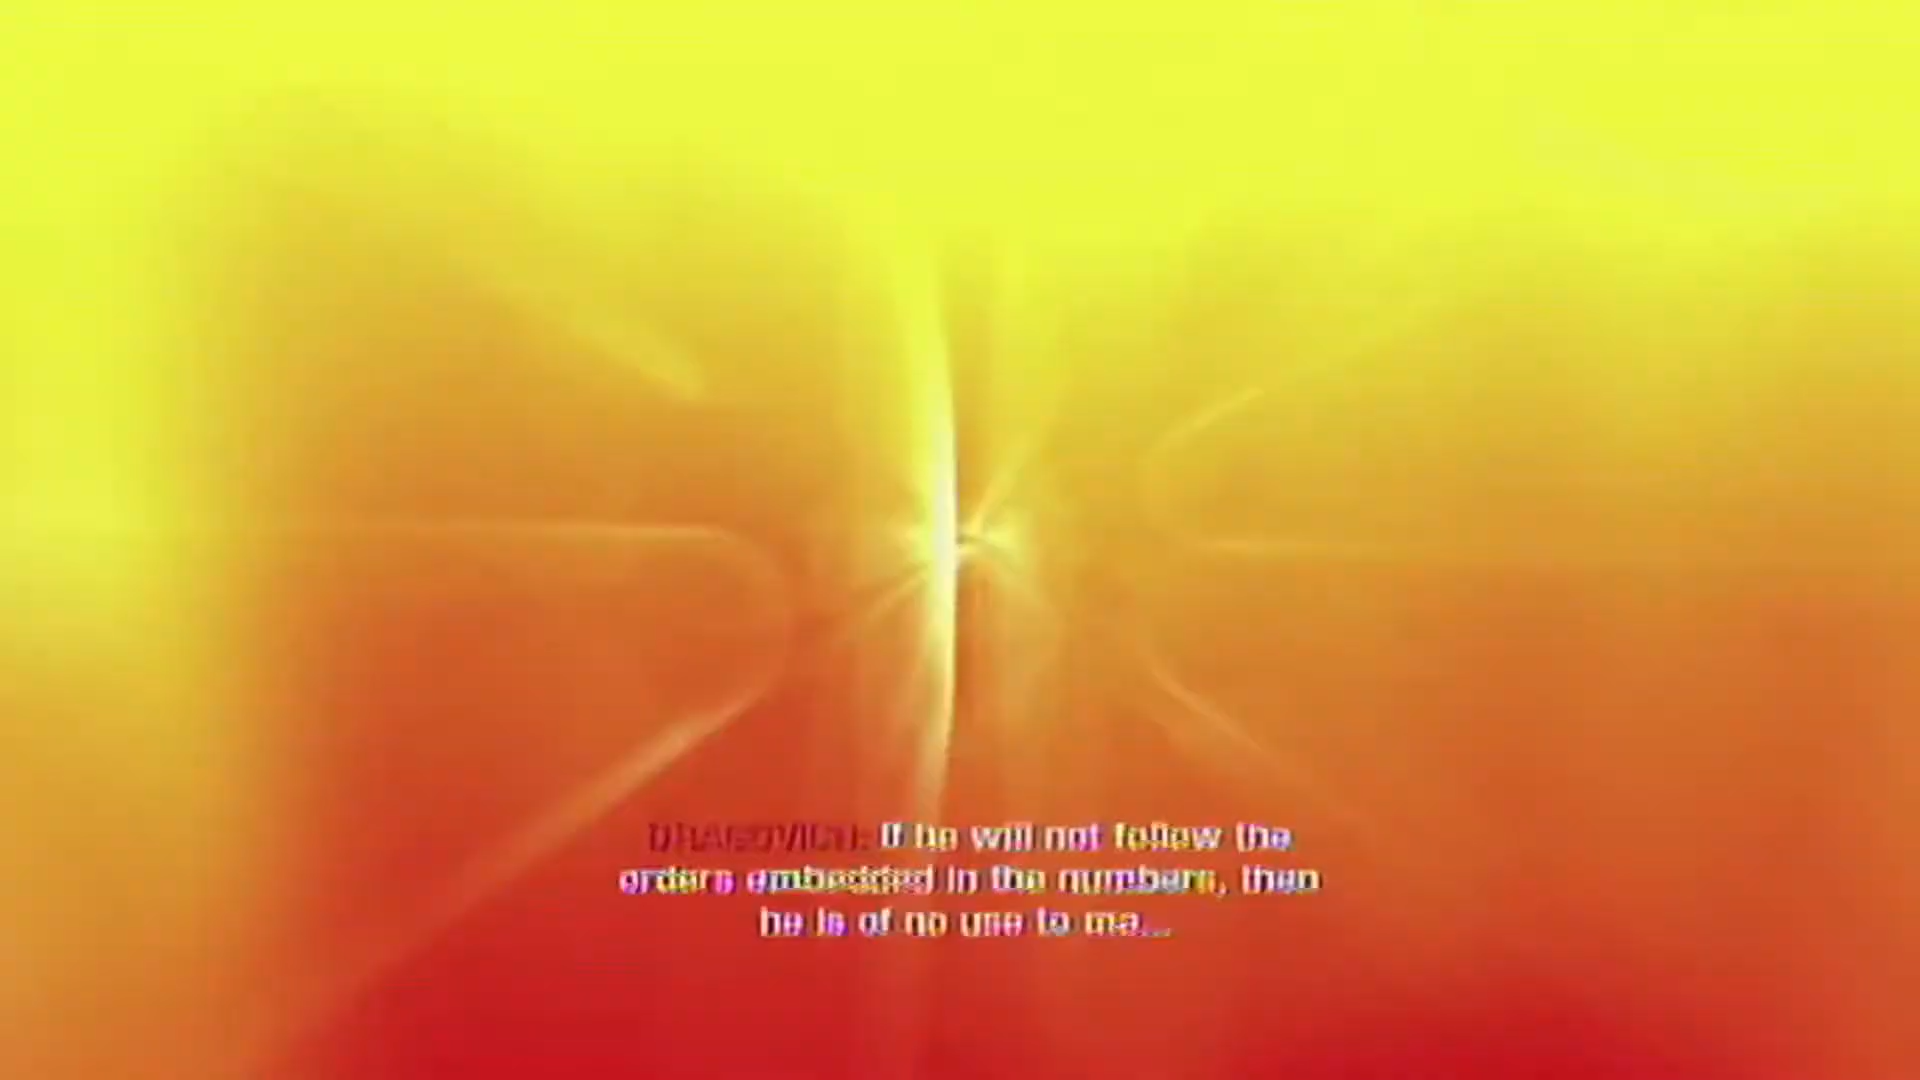 DRAGOVICH: If he will not follow the
orders embedded in the numbers, then
he is of no use to me...